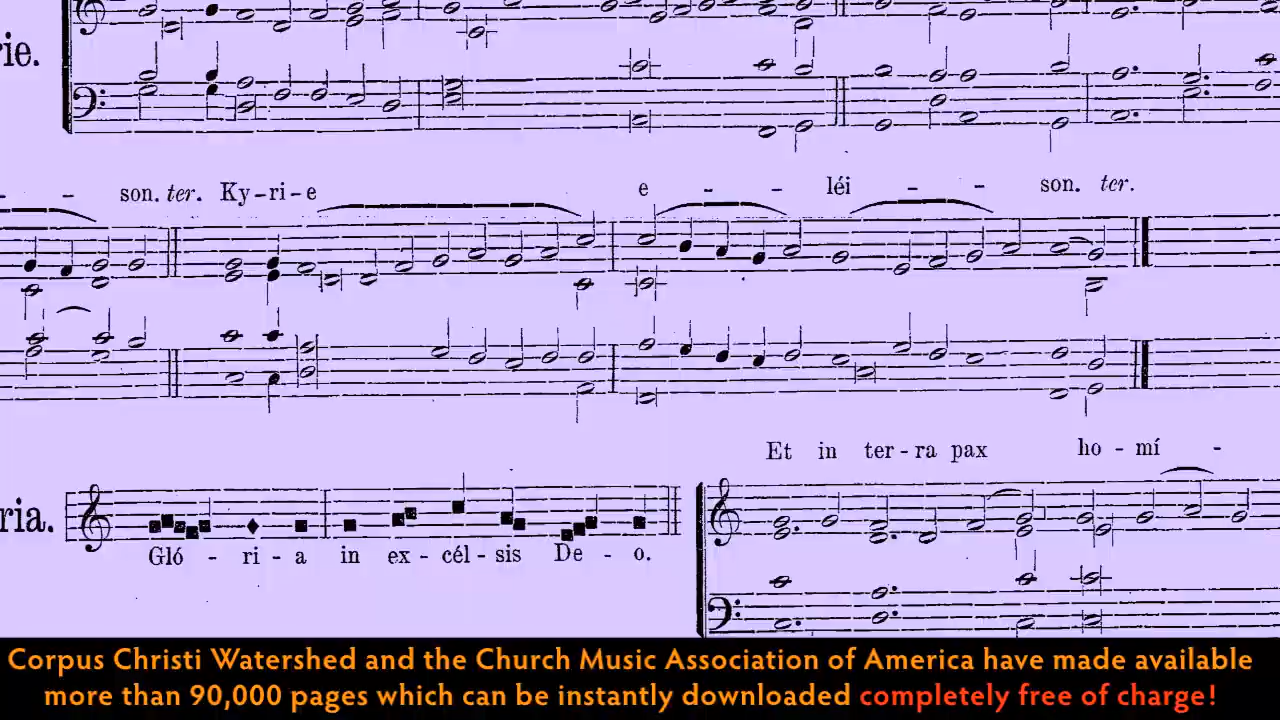 rie.
- son. ter. Ky-ri-e e - - léi - - son. ter.
Et in ter-ra pax ho-mí -
ria.
Gló - ri-a in ex-cél-sis De-o.
Corpus Christi Watershed and the Church Music Association of America have made available
more than 90,000 pages which can be instantly downloaded completely free of charge!